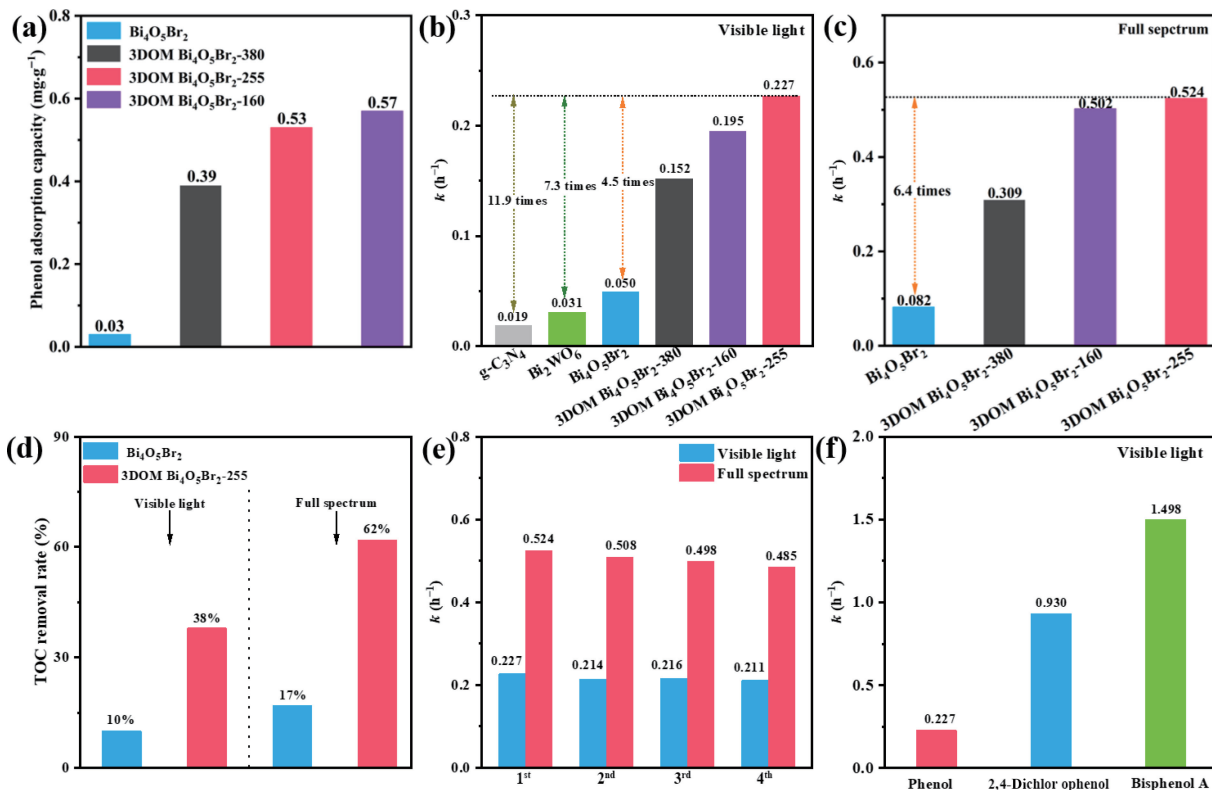 (a)
Phenol adsorption capacity (mg·g⁻¹)
0.8
0.6
0.4
0.2
0.0
Bi₄O₅Br₂
3DOM Bi₄O₅Br₂-380
3DOM Bi₄O₅Br₂-255
3DOM Bi₄O₅Br₂-160
0.03
0.39
0.53
0.57
(b)
Visible light
k (h⁻¹)
0.3
0.2
0.1
0.0
11.9 times
7.3 times
4.5 times
0.019
0.031
0.050
0.152
0.195
0.227
g-C₃N₄
Bi₂WO₆
Bi₄O₅Br₂
3DOM Bi₄O₅Br₂-380
3DOM Bi₄O₅Br₂-160
3DOM Bi₄O₅Br₂-255
(c)
Full sepctrum
k (h⁻¹)
0.6
0.4
0.2
0.0
6.4 times
0.082
0.309
0.502
0.524
Bi₄O₅Br₂
3DOM Bi₄O₅Br₂-380
3DOM Bi₄O₅Br₂-160
3DOM Bi₄O₅Br₂-255
(d)
TOC removal rate (%)
90
60
30
0
Bi₄O₅Br₂
3DOM Bi₄O₅Br₂-255
Visible light
Full spectrum
10%
38%
17%
62%
(e)
k (h⁻¹)
0.8
0.6
0.4
0.2
0.0
Visible light
Full spectrum
0.227
0.524
0.214
0.508
0.216
0.498
0.211
0.485
1ˢᵗ
2ⁿᵈ
3ʳᵈ
4ᵗʰ
(f)
Visible light
k (h⁻¹)
2.0
1.5
1.0
0.5
0.0
0.227
0.930
1.498
Phenol
2,4-Dichlor ophenol
Bisphenol A